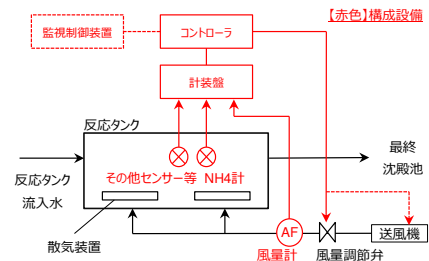 【赤色】構成設備
監視制御装置
コントローラ
計装盤
反応タンク
最終
沈殿池
その他センサー等 NH4計
反応タンク
流入水
散気装置
AF
風量計
風量調節弁
送風機